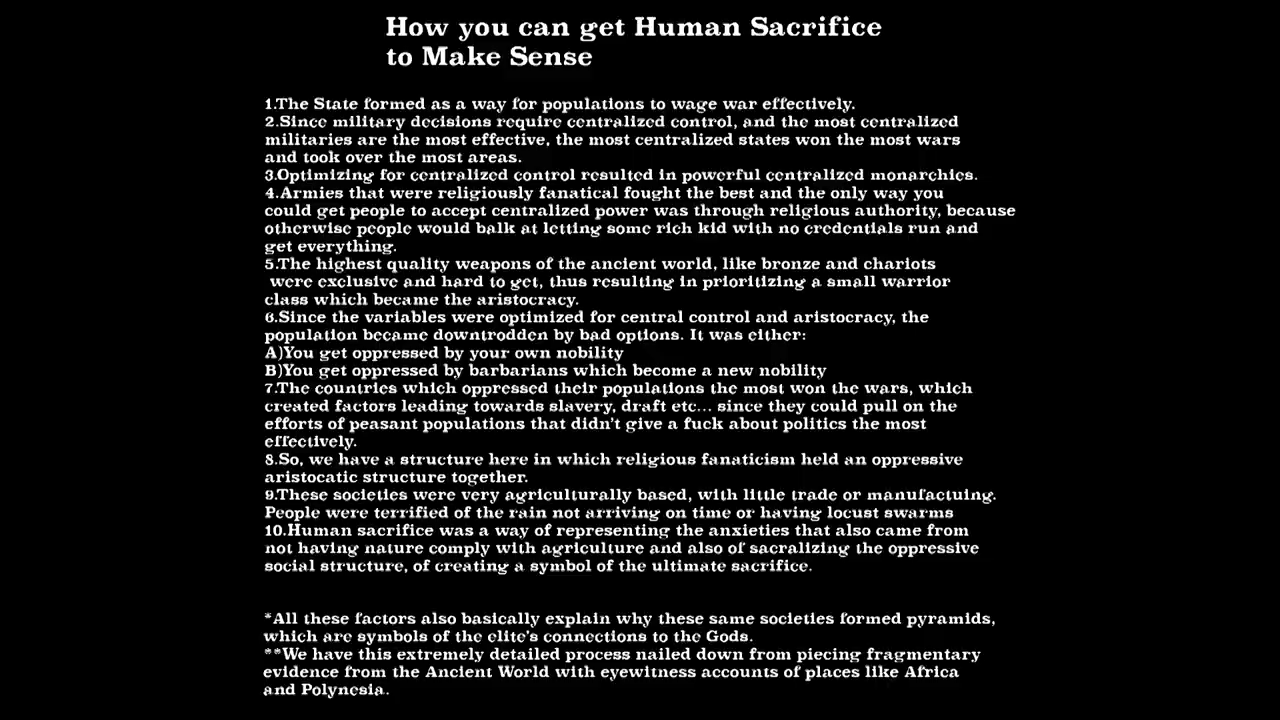 How you can get Human Sacrifice
to Make Sense
1.The State formed as a way for populations to wage war effectively.
2.Since military decisions require centralized control, and the most centralized
militaries are the most effective, the most centralized states won the most wars
and took over the most areas.
3.Optimizing for centralized control resulted in powerful centralized monarchies.
4.Armies that were religiously fanatical fought the best and the only way you
could get people to accept centralized power was through religious authority, because
otherwise people would balk at letting some rich kid with no credentials run and
get everything.
5.The highest quality weapons of the ancient world, like bronze and chariots
were exclusive and hard to get, thus resulting in prioritizing a small warrior
class which became the aristocracy.
6.Since the variables were optimized for central control and aristocracy, the
population became downtrodden by bad options. It was either:
A)You get oppressed by your own nobility
B)You get oppressed by barbarians which become a new nobility
7.The countries which oppressed their populations the most won the wars, which
created factors leading towards slavery, draft etc... since they could pull on the
efforts of peasant populations that didn't give a fuck about politics the most
effectively.
8.So, we have a structure here in which religious fanaticism held an oppressive
aristocatic structure together.
9.These societies were very agriculturally based, with little trade or manufactuing.
People were terrified of the rain not arriving on time or having locust swarms
10.Human sacrifice was a way of representing the anxieties that also came from
not having nature comply with agriculture and also of sacralizing the oppressive
social structure, of creating a symbol of the ultimate sacrifice.
*All these factors also basically explain why these same societies formed pyramids,
which are symbols of the elite's connections to the Gods.
**We have this extremely detailed process nailed down from piecing fragmentary
evidence from the Ancient World with eyewitness accounts of places like Africa
and Polynesia.